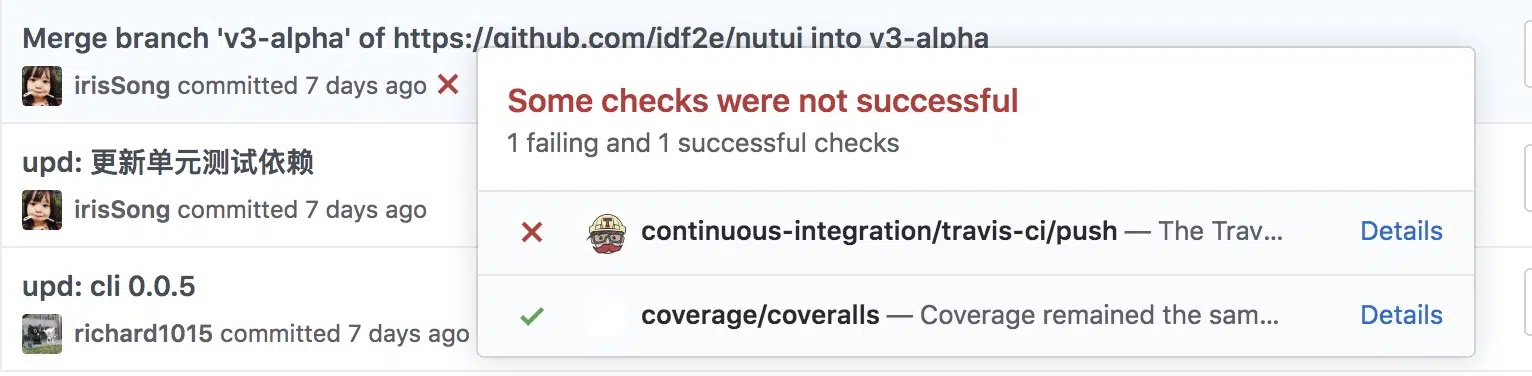 Merge branch 'v3-alpha' of https://github.com/jdf2e/nutui into v3-alpha
irisSong committed 7 days ago
Some checks were not successful
1 failing and 1 successful checks
upd: 更新单元测试依赖
irisSong committed 7 days ago
continuous-integration/travis-ci/push — The Trav... Details
upd: cli 0.0.5
richard1015 committed 7 days ago
coverage/coveralls — Coverage remained the sam... Details